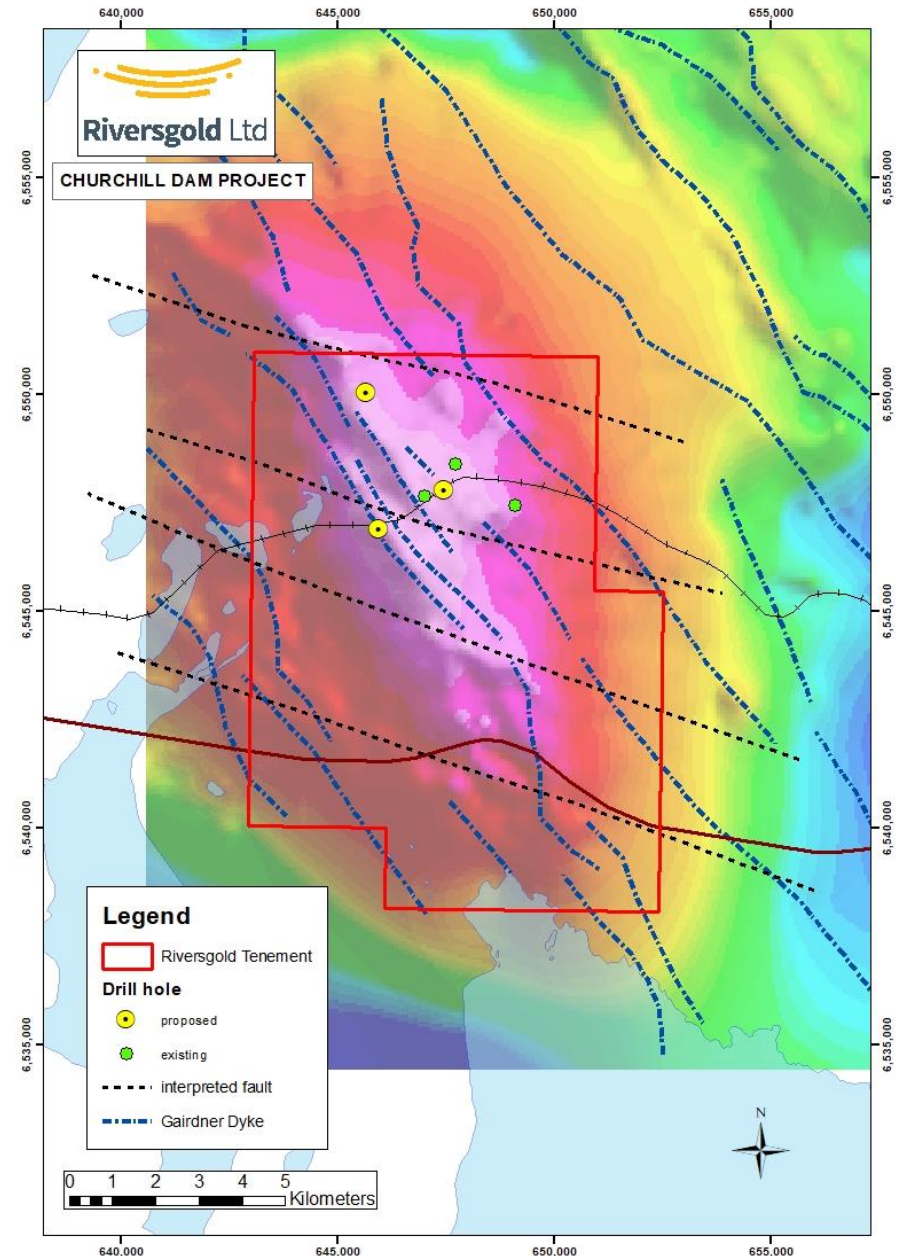 640,000 645,000 650,000 655,000
Riversgold Ltd
CHURCHILL DAM PROJECT
6,555,000 6,555,000
6,550,000 6,550,000
6,545,000 6,545,000
6,540,000 6,540,000
6,535,000 6,535,000
Legend
Riversgold Tenement
Drill hole
proposed
existing
interpreted fault
Gairdner Dyke
N
0 1 2 3 4 5
Kilometers
640,000 645,000 650,000 655,000